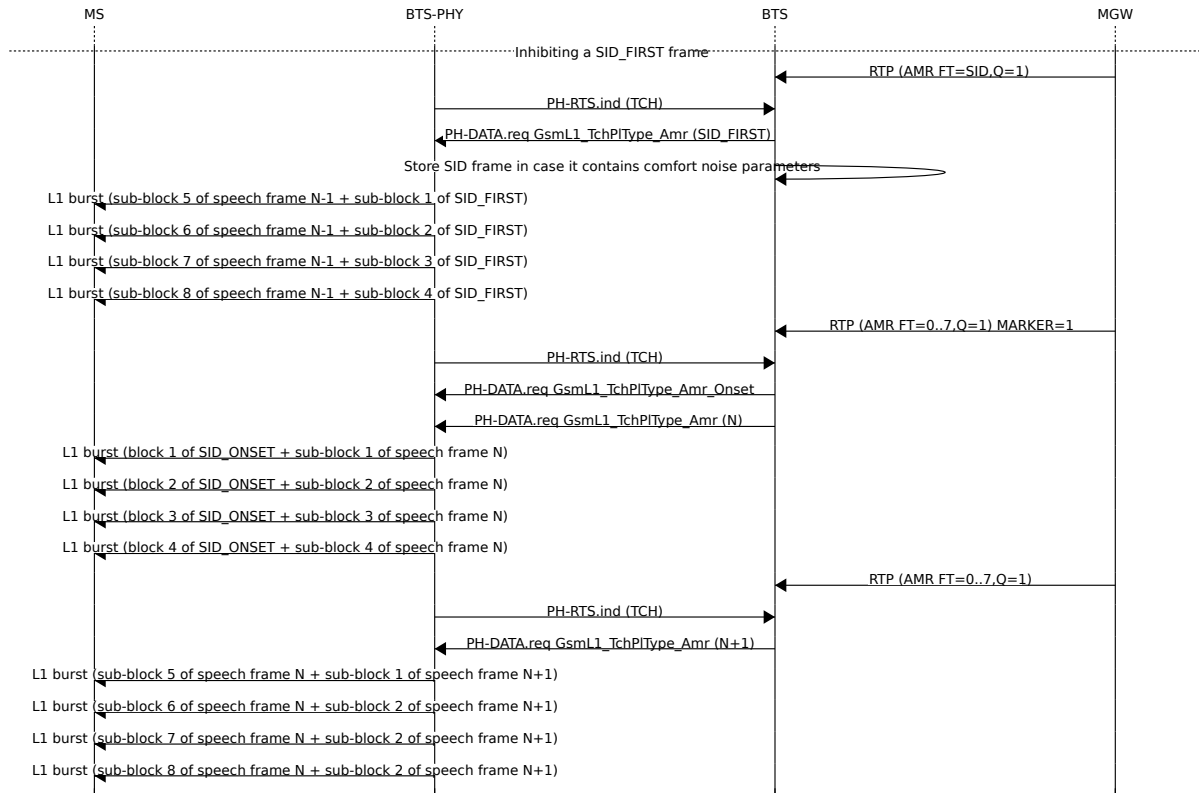 MS BTS-PHY BTS MGW
Inhibiting a SID_FIRST frame
RTP (AMR FT=SID,Q=1)
PH-RTS.ind (TCH)
PH-DATA.req GsmL1_TchPlType_Amr (SID_FIRST)
Store SID frame in case it contains comfort noise parameters
L1 burst (sub-block 5 of speech frame N-1 + sub-block 1 of SID_FIRST)
L1 burst (sub-block 6 of speech frame N-1 + sub-block 2 of SID_FIRST)
L1 burst (sub-block 7 of speech frame N-1 + sub-block 3 of SID_FIRST)
L1 burst (sub-block 8 of speech frame N-1 + sub-block 4 of SID_FIRST)
RTP (AMR FT=0..7,Q=1) MARKER=1
PH-RTS.ind (TCH)
PH-DATA.req GsmL1_TchPlType_Amr_Onset
PH-DATA.req GsmL1_TchPlType_Amr (N)
L1 burst (block 1 of SID_ONSET + sub-block 1 of speech frame N)
L1 burst (block 2 of SID_ONSET + sub-block 2 of speech frame N)
L1 burst (block 3 of SID_ONSET + sub-block 3 of speech frame N)
L1 burst (block 4 of SID_ONSET + sub-block 4 of speech frame N)
RTP (AMR FT=0..7,Q=1)
PH-RTS.ind (TCH)
PH-DATA.req GsmL1_TchPlType_Amr (N+1)
L1 burst (sub-block 5 of speech frame N + sub-block 1 of speech frame N+1)
L1 burst (sub-block 6 of speech frame N + sub-block 2 of speech frame N+1)
L1 burst (sub-block 7 of speech frame N + sub-block 2 of speech frame N+1)
L1 burst (sub-block 8 of speech frame N + sub-block 2 of speech frame N+1)